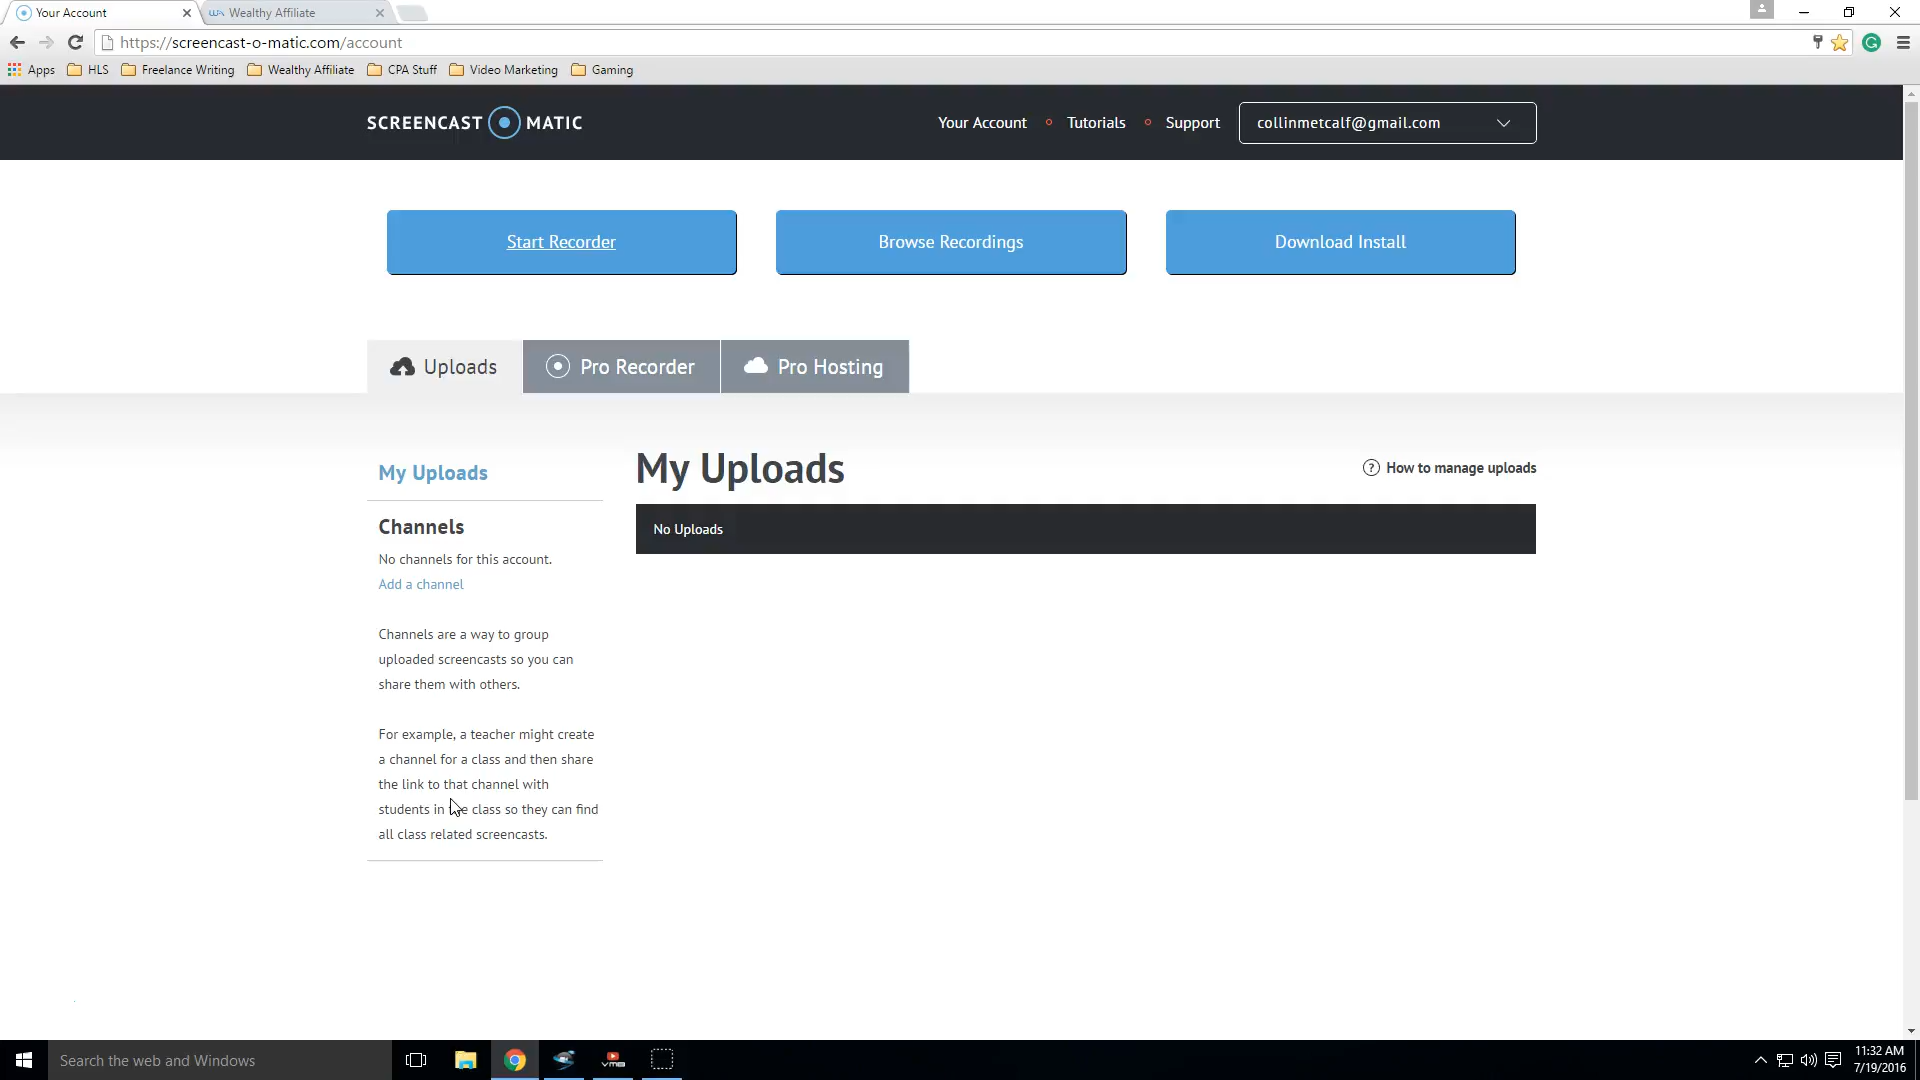 Your Account
Wealthy Affiliate
https://screencast-o-matic.com/account
Apps HLS Freelance Writing Wealthy Affiliate CPA Stuff Video Marketing Gaming
SCREENCAST MATIC
Your Account Tutorials Support collinmetcalf@gmail.com
Start Recorder Browse Recordings Download Install
Uploads Pro Recorder Pro Hosting
My Uploads
Channels
No channels for this account.
Add a channel
Channels are a way to group
uploaded screencasts so you can
share them with others.
For example, a teacher might create
a channel for a class and then share
the link to that channel with
students in the class so they can find
all class related screencasts.
My Uploads
? How to manage uploads
No Uploads
Search the web and Windows
11:32 AM
7/19/2016